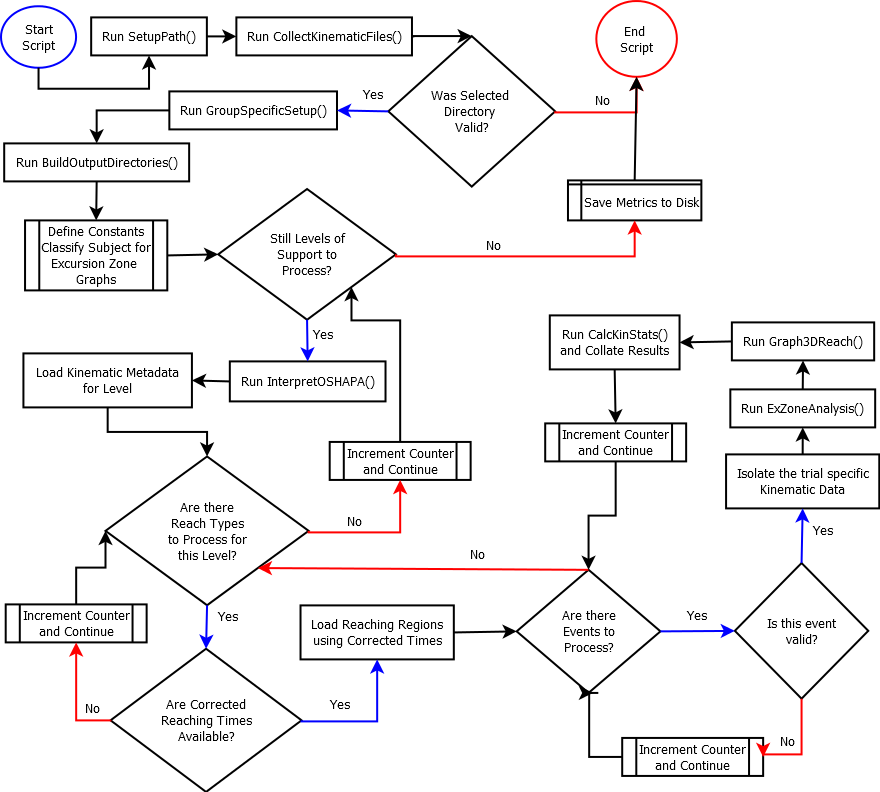 Start
Script
Run SetupPath()
Run CollectKinematicFiles()
End
Script
Was Selected
Directory
Valid?
Yes
No
Run GroupSpecificSetup()
Run BuildOutputDirectories()
Define Constants
Classify Subject for
Excursion Zone
Graphs
Still Levels of
Support to
Process?
No
Save Metrics to Disk
Yes
Run InterpretOSHAPA()
Load Kinematic Metadata
for Level
Are there
Reach Types
to Process for
this Level?
No
Increment Counter
and Continue
Yes
Are Corrected
Reaching Times
Available?
No
Increment Counter
and Continue
Yes
Load Reaching Regions
using Corrected Times
Are there
Events to
Process?
No
Yes
Is this event
valid?
No
Increment Counter
and Continue
Yes
Isolate the trial specific
Kinematic Data
Run ExZoneAnalysis()
Run Graph3DReach()
Run CalcKinStats()
and Collate Results
Increment Counter
and Continue